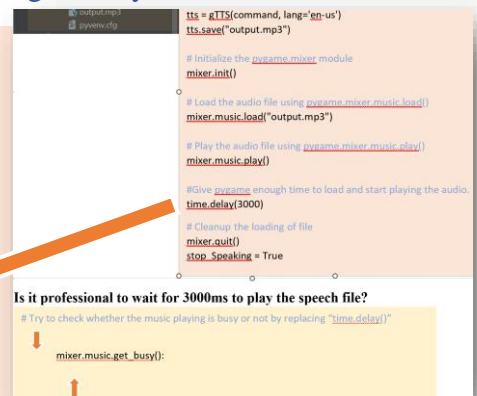 output.mp3
pyvenv.cfg
tts = gTTS(command, lang='en-us')
tts.save("output.mp3")
# Initialize the pygame.mixer module
mixer.init()
# Load the audio file using pygame.mixer.music.load()
mixer.music.load("output.mp3")
# Play the audio file using pygame.mixer.music.play()
mixer.music.play()
#Give pygame enough time to load and start playing the audio.
time.delay(3000)
# Cleanup the loading of file
mixer.quit()
stop_Speaking = True
Is it professional to wait for 3000ms to play the speech file?
# Try to check whether the music playing is busy or not by replacing “time.delay()”
mixer.music.get_busy():